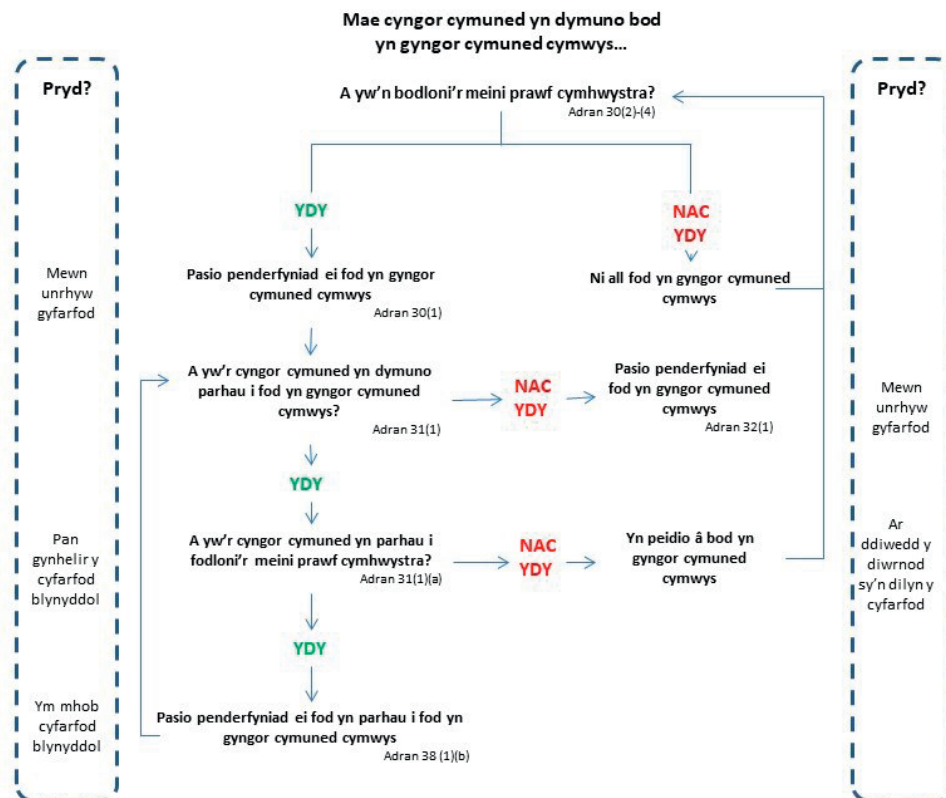 Mae cyngor cymuned yn dymuno bod
yn gyngor cymuned cymwys...
Pryd?
A yw'n bodloni'r meini prawf cymhwystra?
Adran 30(2)-(4)
Pryd?
YDY
NAC
YDY
Mewn
unrhyw
gyfarfod
Pasio penderfyniad ei fod yn gyngor
cymuned cymwys
Adran 30(1)
Ni all fod yn gyngor cymuned
cymwys
A yw'r cyngor cymuned yn dymuno
parhau i fod yn gyngor cymuned
cymwys?
Adran 31(1)
NAC
YDY
Pasio penderfyniad ei
fod yn gyngor cymuned
cymwys
Adran 32(1)
Mewn
unrhyw
gyfarfod
YDY
Pan
gynhelir y
cyfarfod
blynyddol
A yw'r cyngor cymuned yn parhau i
fodloni'r meini prawf cymhwystra?
Adran 31(1)(a)
NAC
YDY
Yn peidio â bod yn
gyngor cymuned
cymwys
Ar
ddiwedd y
diwrnod
sy'n dilyn y
cyfarfod
YDY
Ym mhob
cyfarfod
blynyddol
Pasio penderfyniad ei fod yn parhau i fod yn
gyngor cymuned cymwys
Adran 38 (1)(b)